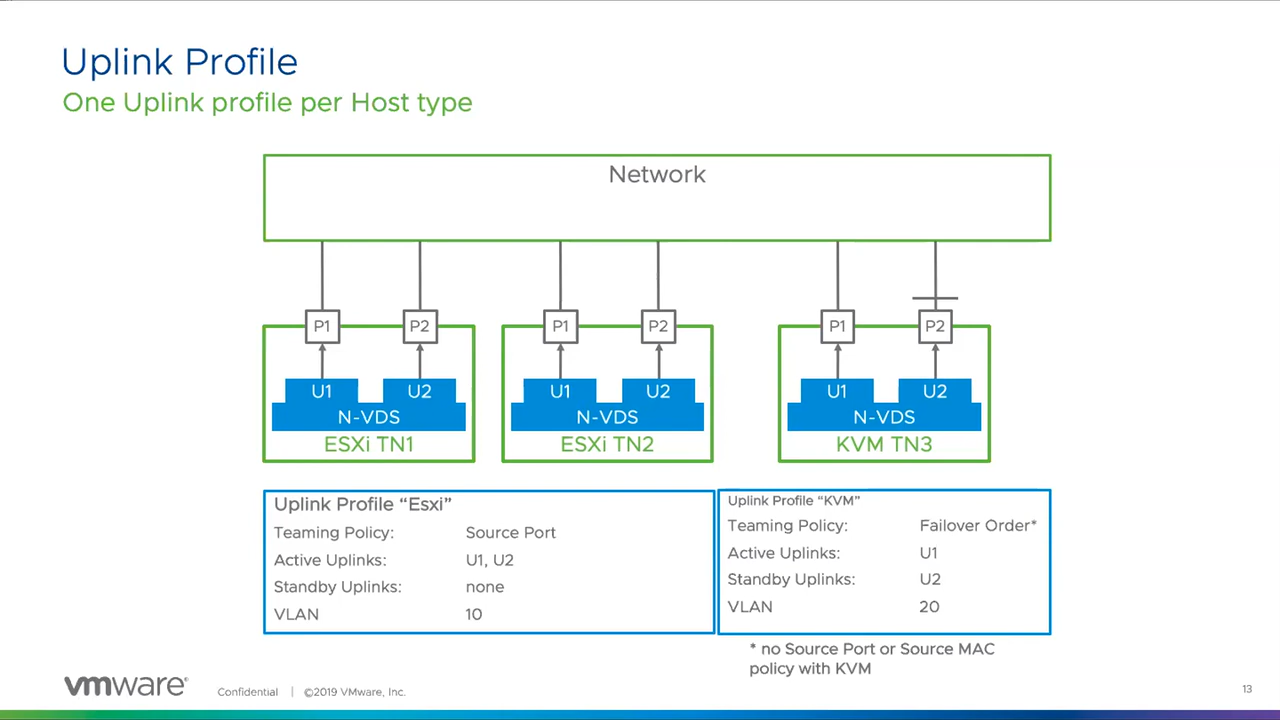 Uplink Profile
One Uplink profile per Host type
Network
P1 P2 P1 P2 P1 P2
U1 U2 U1 U2 U1 U2
N-VDS N-VDS N-VDS
ESXi TN1 ESXi TN2 KVM TN3
Uplink Profile “Esxi”
Teaming Policy: Source Port
Active Uplinks: U1, U2
Standby Uplinks: none
VLAN 10
Uplink Profile “KVM”
Teaming Policy: Failover Order*
Active Uplinks: U1
Standby Uplinks: U2
VLAN 20
* no Source Port or Source MAC
policy with KVM
vmware®
Confidential | ©2019 VMware, Inc.
13